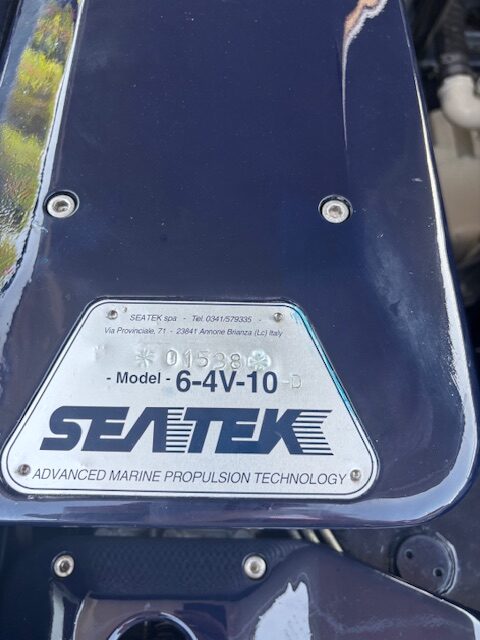 SEATEK spa - Tel. 0341/579335 -
Via Provinciale, 71 - 23841 Annone Brianza (Lc) Italy
* 01538 *
- Model - 6-4V-10-D
SEATEK
ADVANCED MARINE PROPULSION TECHNOLOGY